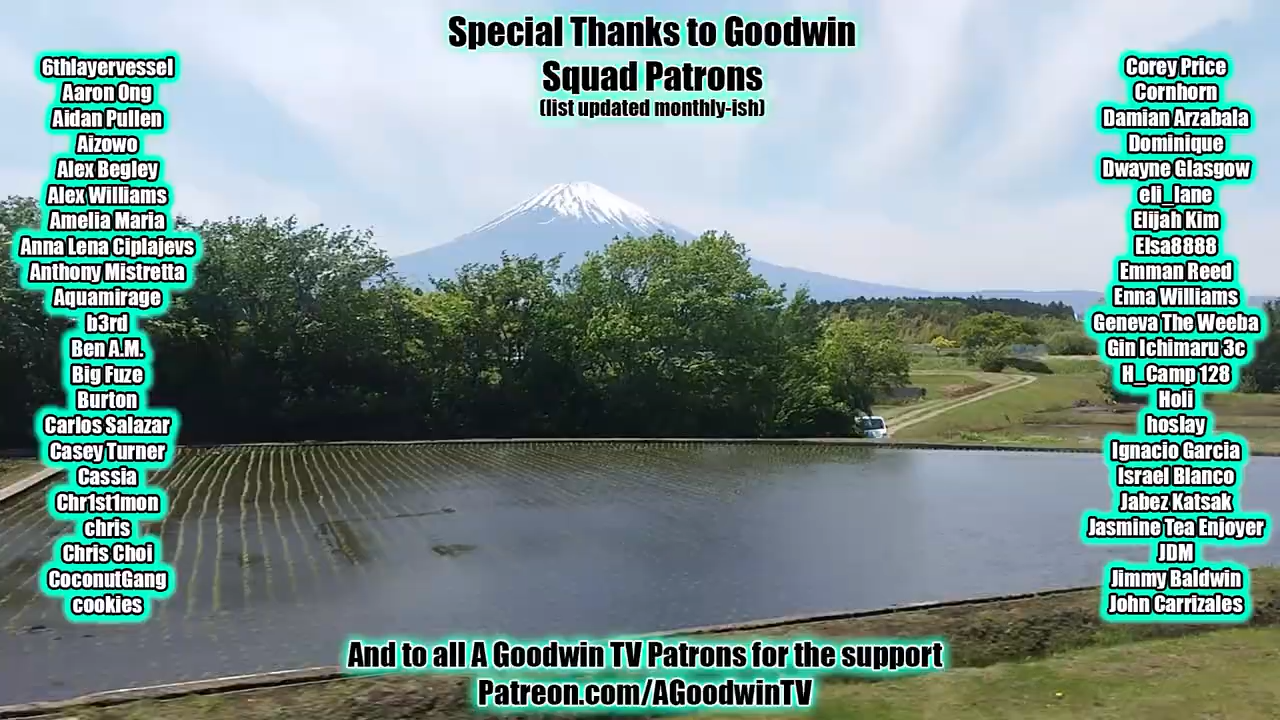 Special Thanks to Goodwin
Squad Patrons
(list updated monthly-ish)
6thlayervessel
Aaron Ong
Aidan Pullen
Aizowo
Alex Begley
Alex Williams
Amelia Maria
Anna Lena Ciplajevs
Anthony Mistretta
Aquamirage
b3rd
Ben A.M.
Big Fuze
Burton
Carlos Salazar
Casey Turner
Cassia
Chr1st1mon
chris
Chris Choi
CoconutGang
cookies
Corey Price
Cornhorn
Damian Arzabala
Dominique
Dwayne Glasgow
eli_lane
Elijah Kim
Elsa8888
Emman Reed
Enna Williams
Geneva The Weeba
Gin Ichimaru 3c
H_Camp 128
Holi
hoslay
Ignacio Garcia
Israel Blanco
Jabez Katsak
Jasmine Tea Enjoyer
JDM
Jimmy Baldwin
John Carrizales
And to all A Goodwin TV Patrons for the support
Patreon.com/AGoodwinTV